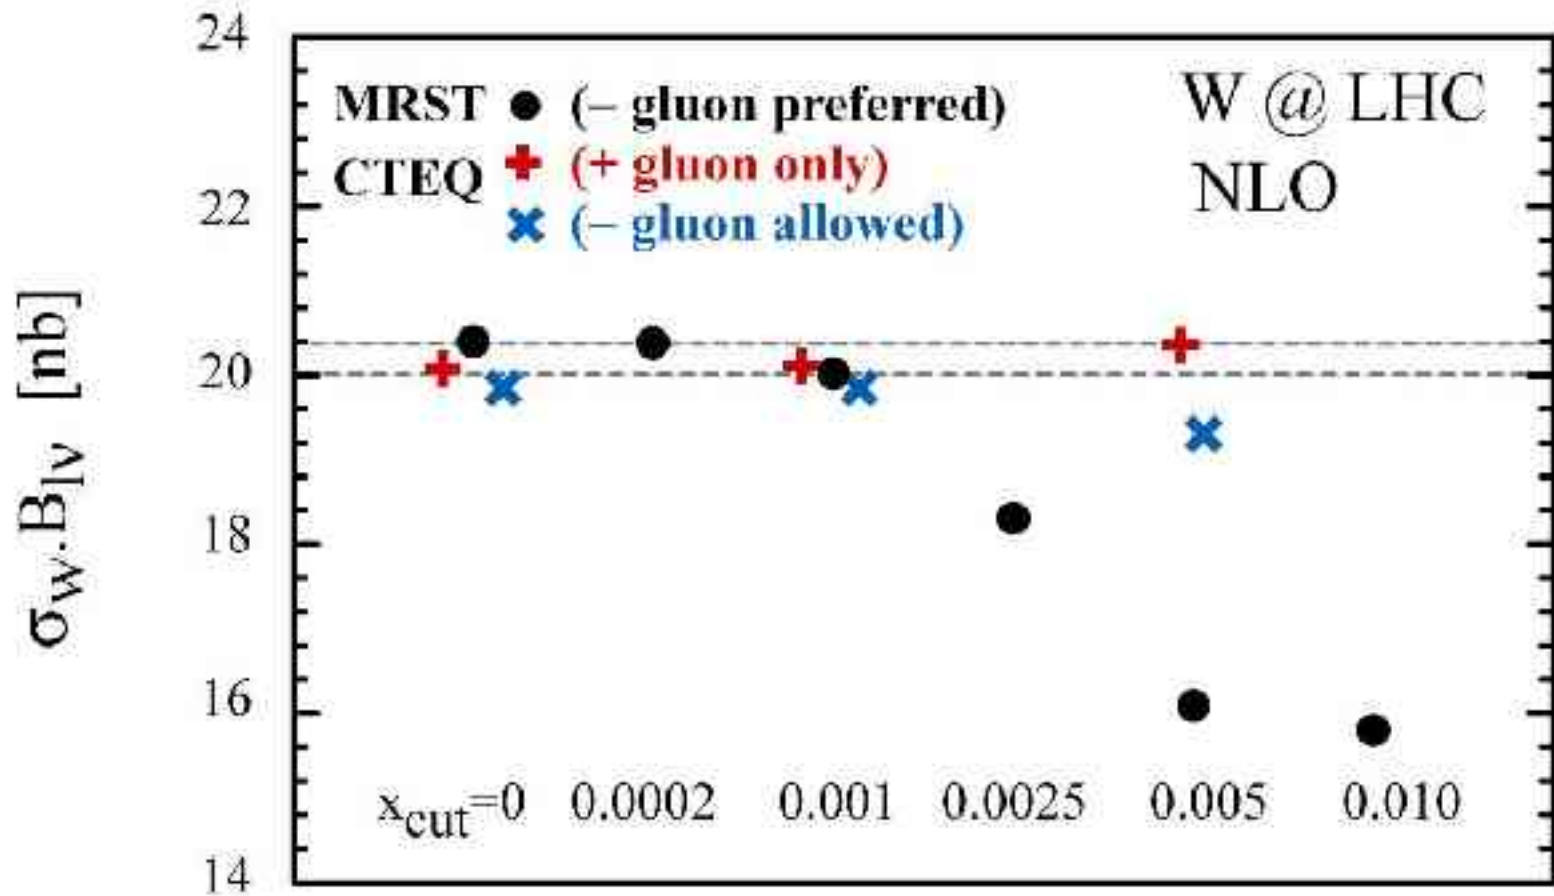 24
MRST ● (– gluon preferred)
W @ LHC
CTEQ + (+ gluon only)
NLO
22
× (– gluon allowed)
σW.Blν [nb]
20
18
16
xcut=0 0.0002 0.001 0.0025 0.005 0.010
14